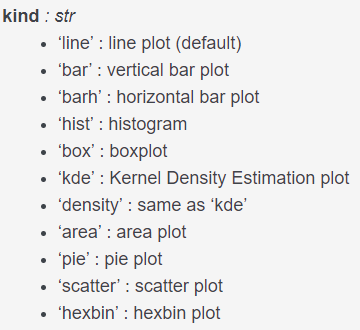 kind : str
• ‘line’ : line plot (default)
• ‘bar’ : vertical bar plot
• ‘barh’ : horizontal bar plot
• ‘hist’ : histogram
• ‘box’ : boxplot
• ‘kde’ : Kernel Density Estimation plot
• ‘density’ : same as ‘kde’
• ‘area’ : area plot
• ‘pie’ : pie plot
• ‘scatter’ : scatter plot
• ‘hexbin’ : hexbin plot